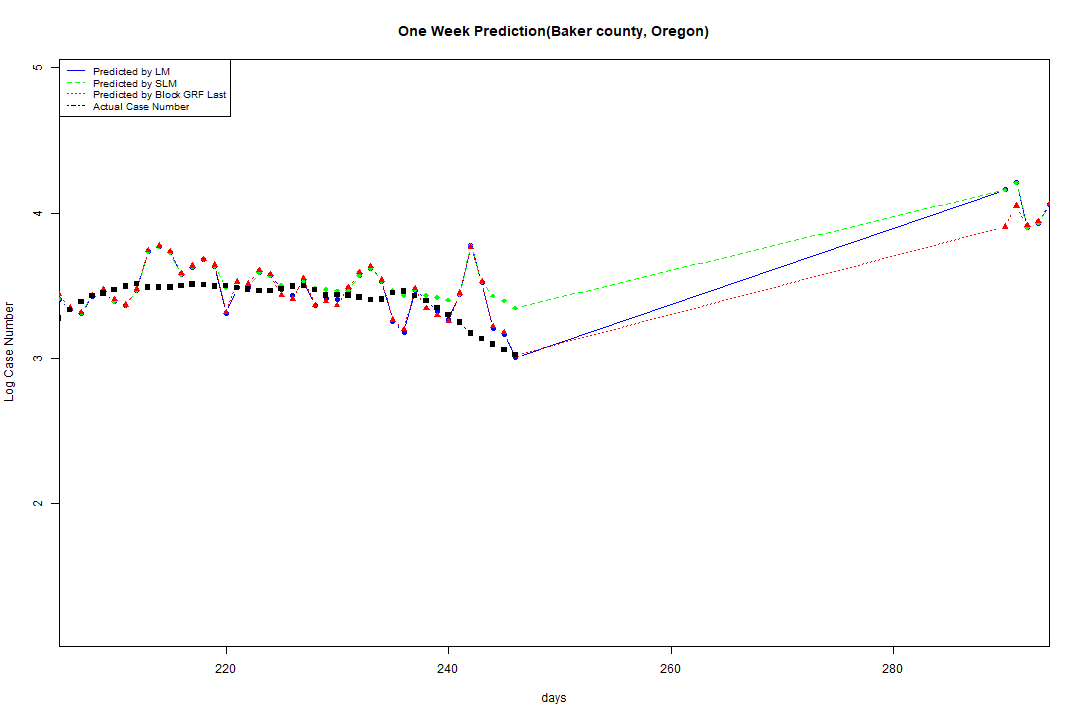 One Week Prediction(Baker county, Oregon)
Predicted by LM
Predicted by SLM
Predicted by Block GRF Last
Actual Case Number
5
4
3
2
Log Case Number
220 240 260 280
days